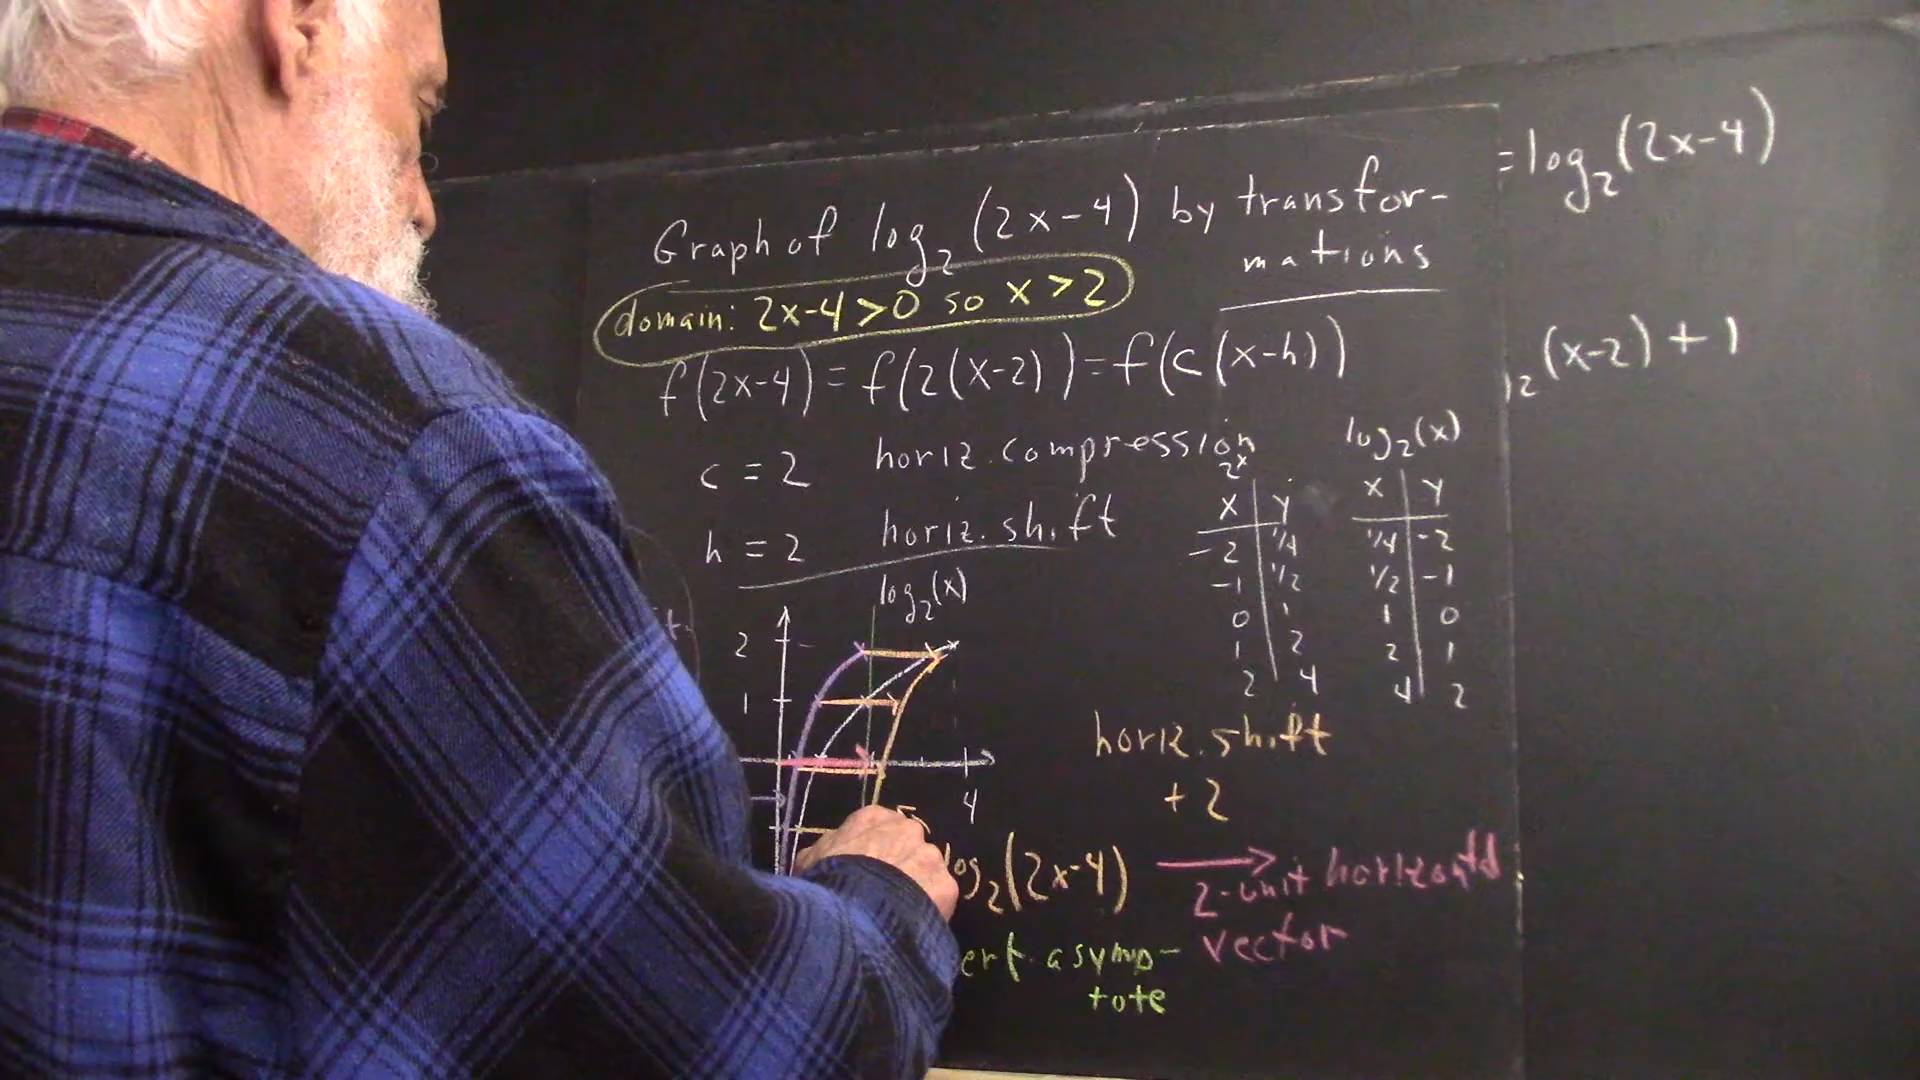 =log₂(2x-4)
Graph of log₂(2x-4) by transfor-
mations
domain: 2x-4>0 so x>2
f(2x-4)=f(2(x-2))=f(c(x-h))
₂(x-2)+1
c=2 horiz. compression
h=2 horiz. shift
2ˣ
x y
-2 1/4
-1 1/2
0 1
1 2
2 4
log₂(x)
x y
1/4 -2
1/2 -1
1 0
2 1
4 2
log₂(x)
2
1
4
horiz. shift
+2
log₂(2x-4)
2-unit horizontal
vector
ert. asymp-
tote